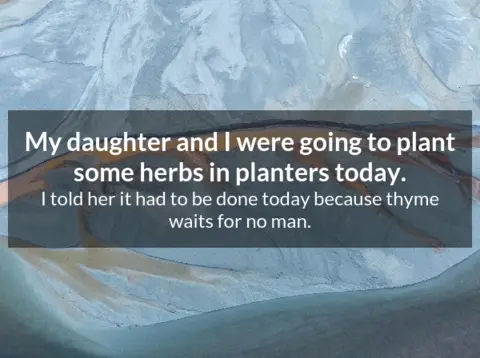 My daughter and I were going to plant
some herbs in planters today.
I told her it had to be done today because thyme
waits for no man.